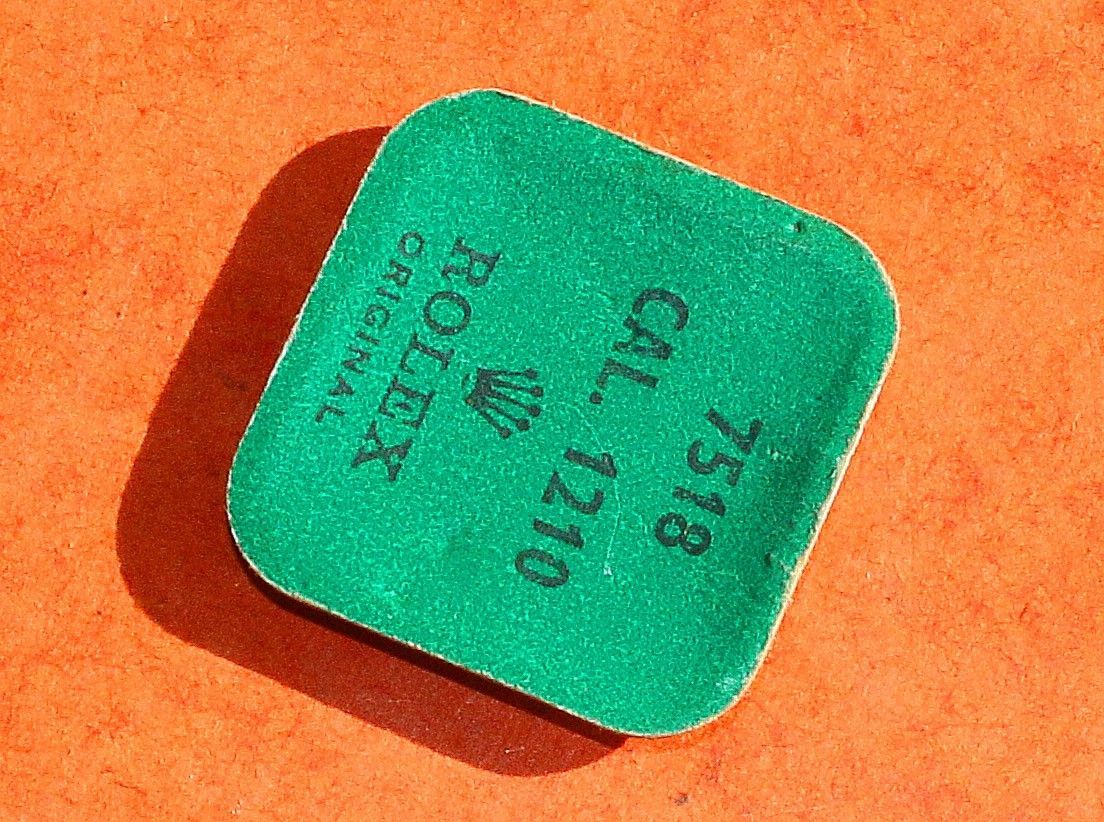 7518
CAL. 1210
ROLEX
ORIGINAL